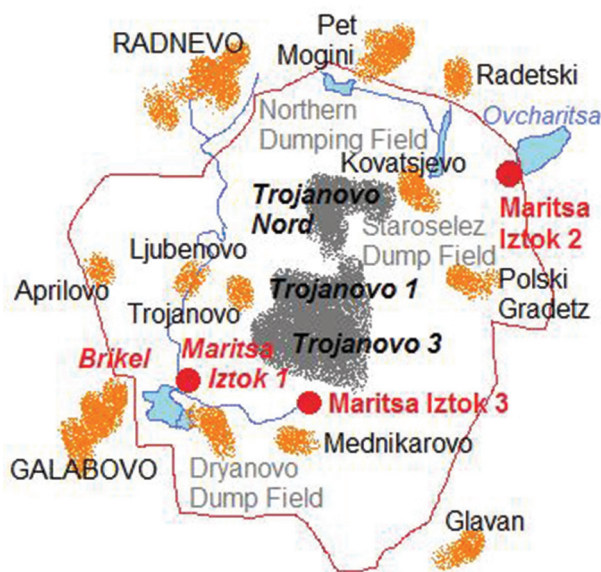 Pet
Mogini
RADNEVO
Radetski
Ovcharitsa
Northern
Dumping Field
Kovatsjevo
Trojanovo
Nord
Maritsa
Iztok 2
Staroselez
Dump Field
Ljubenovo
Aprilovo
Trojanovo
Trojanovo 1
Polski
Gradetz
Trojanovo 3
Brikel
Maritsa
Iztok 1
Maritsa Iztok 3
Mednikarovo
GALABOVO
Dryanovo
Dump Field
Glavan